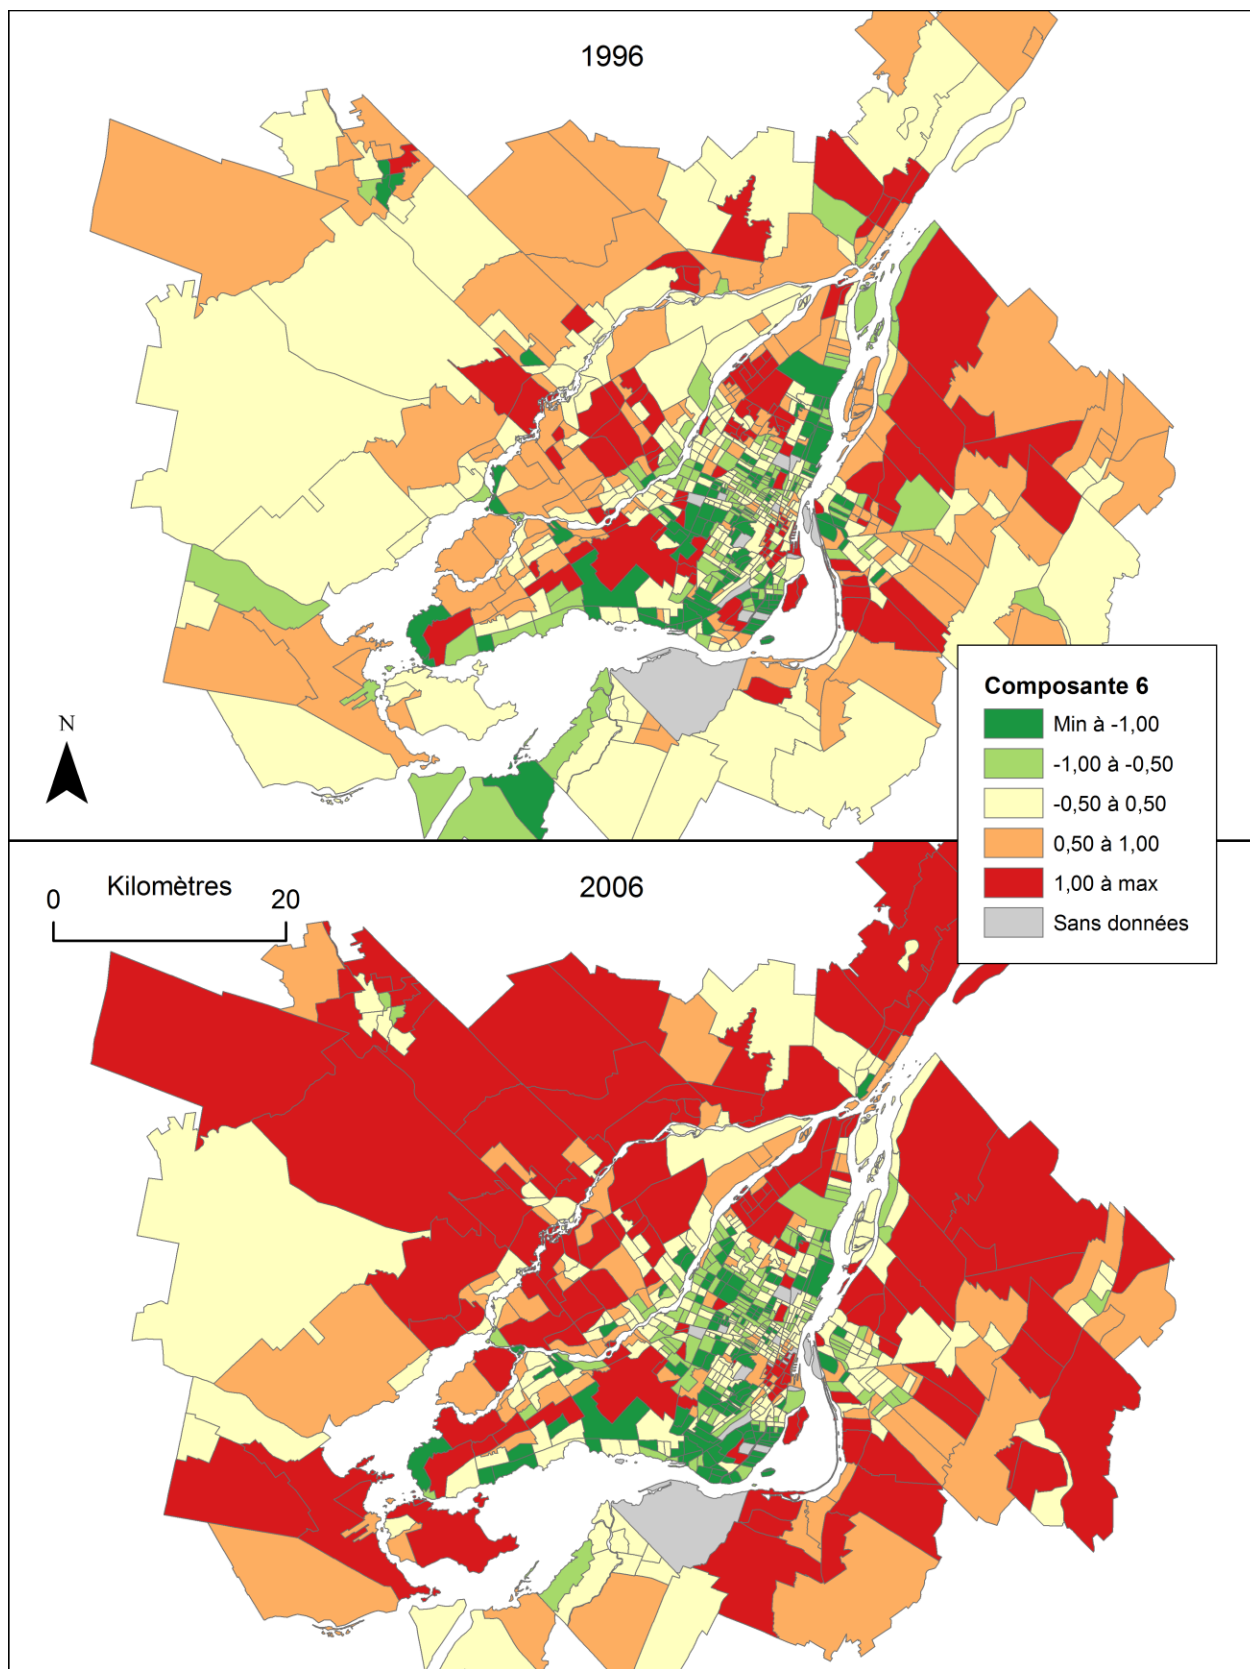 1996
N
Composante 6
Min à -1,00
-1,00 à -0,50
-0,50 à 0,50
0,50 à 1,00
1,00 à max
Sans données
Kilomètres
0 20
2006